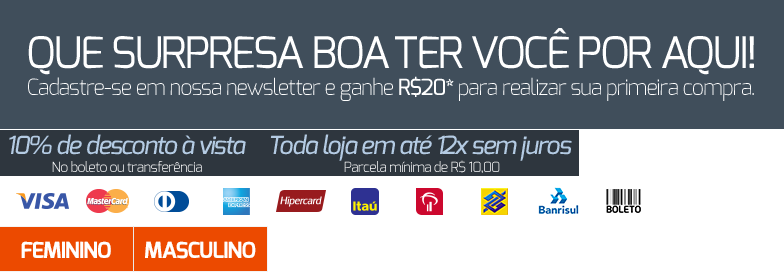 QUE SURPRESA BOA TER VOCÊ POR AQUI!
Cadastre-se em nossa newsletter e ganhe R$20* para realizar sua primeira compra.
10% de desconto à vista
No boleto ou transferência
Toda loja em até 12x sem juros
Parcela mínima de R$ 10,00
VISA MasterCard AMERICAN EXPRESS Hipercard Itaú Banrisul BOLETO
FEMININO MASCULINO